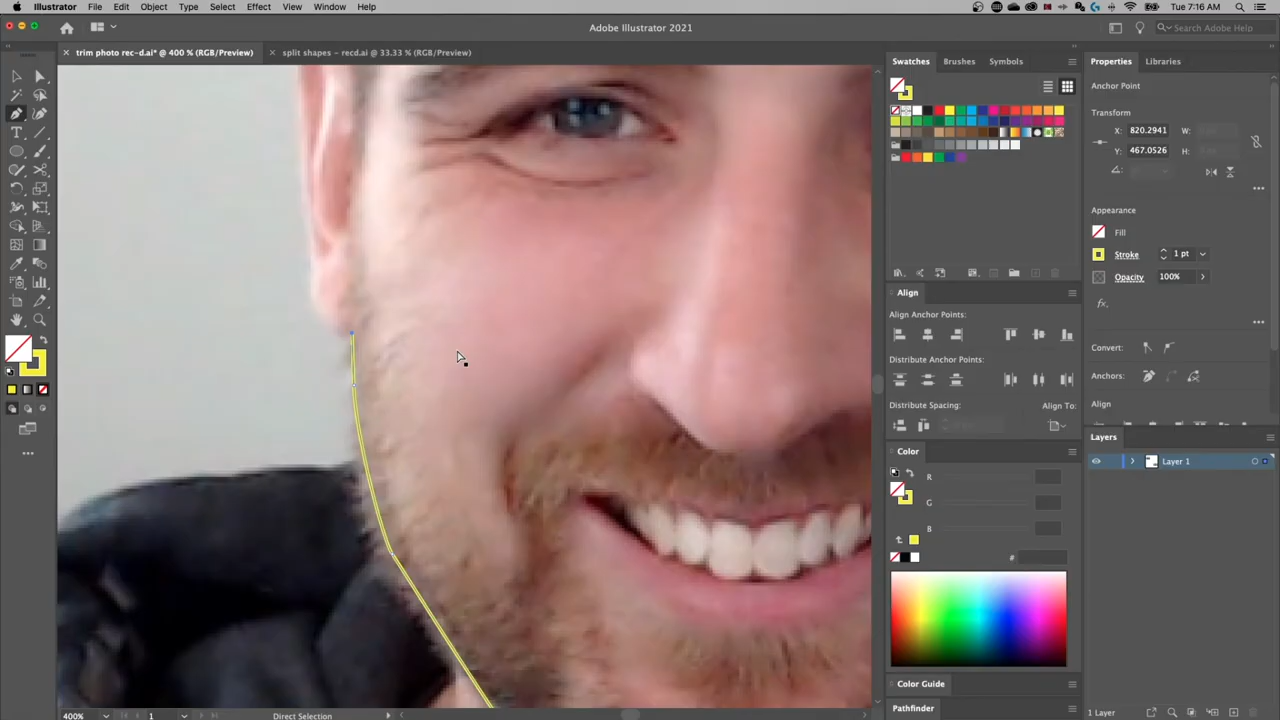 Illustrator File Edit Object Type Select Effect View Window Help
Tue 7:16 AM
Adobe Illustrator 2021
Search Adobe Help
× trim photo rec-d.ai* @ 400 % (RGB/Preview)
× split shapes - recd.ai @ 33.33 % (RGB/Preview)
Swatches Brushes Symbols
Properties Libraries
Anchor Point
Transform
X: 820.2941 W:
Y: 467.0526 H:
Appearance
Fill
Stroke 1 pt
Opacity 100%
fx
Align
Align Anchor Points:
Distribute Anchor Points:
Distribute Spacing: Align To:
Convert:
Anchors:
Align
Color
R
G
B
#
Layers
Layer 1
Color Guide
Pathfinder
400% 1 Direct Selection
1 Layer